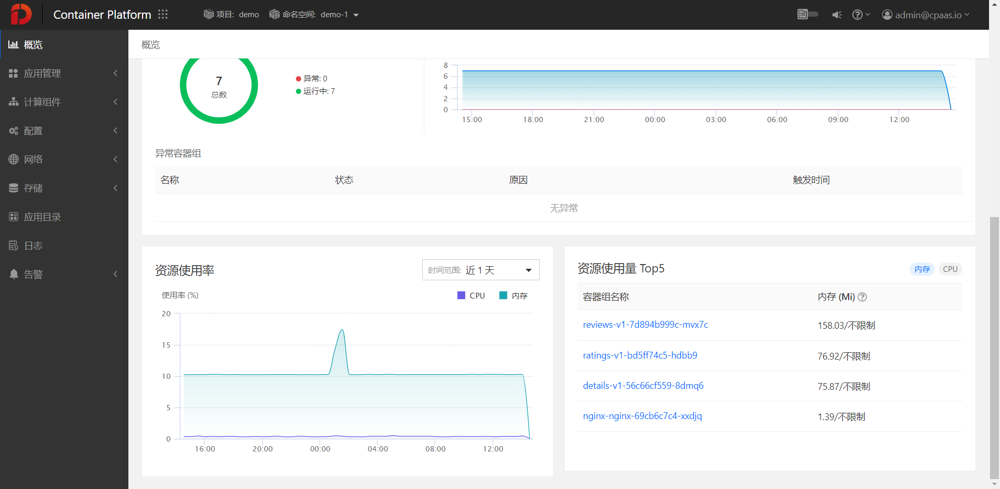 Container Platform 项目: demo 命名空间: demo-1 admin@cpaas.io
概览
应用管理
计算组件
配置
网络
存储
应用目录
日志
告警
概览
7
总数
异常: 0
运行中: 7
8
6
4
2
0
15:00 18:00 21:00 00:00 03:00 06:00 09:00 12:00
异常容器组
名称 状态 原因 触发时间
无异常
资源使用率
时间范围: 近 1 天
使用率 (%)
CPU 内存
20
15
10
5
0
16:00 20:00 00:00 04:00 08:00 12:00
资源使用量 Top5
内存 CPU
容器组名称 内存 (Mi)
reviews-v1-7d894b999c-mvx7c 158.03/不限制
ratings-v1-bd5ff74c5-hdbb9 76.92/不限制
details-v1-56c66cf559-8dmq6 75.87/不限制
nginx-nginx-69cb6c7c4-xxdjq 1.39/不限制